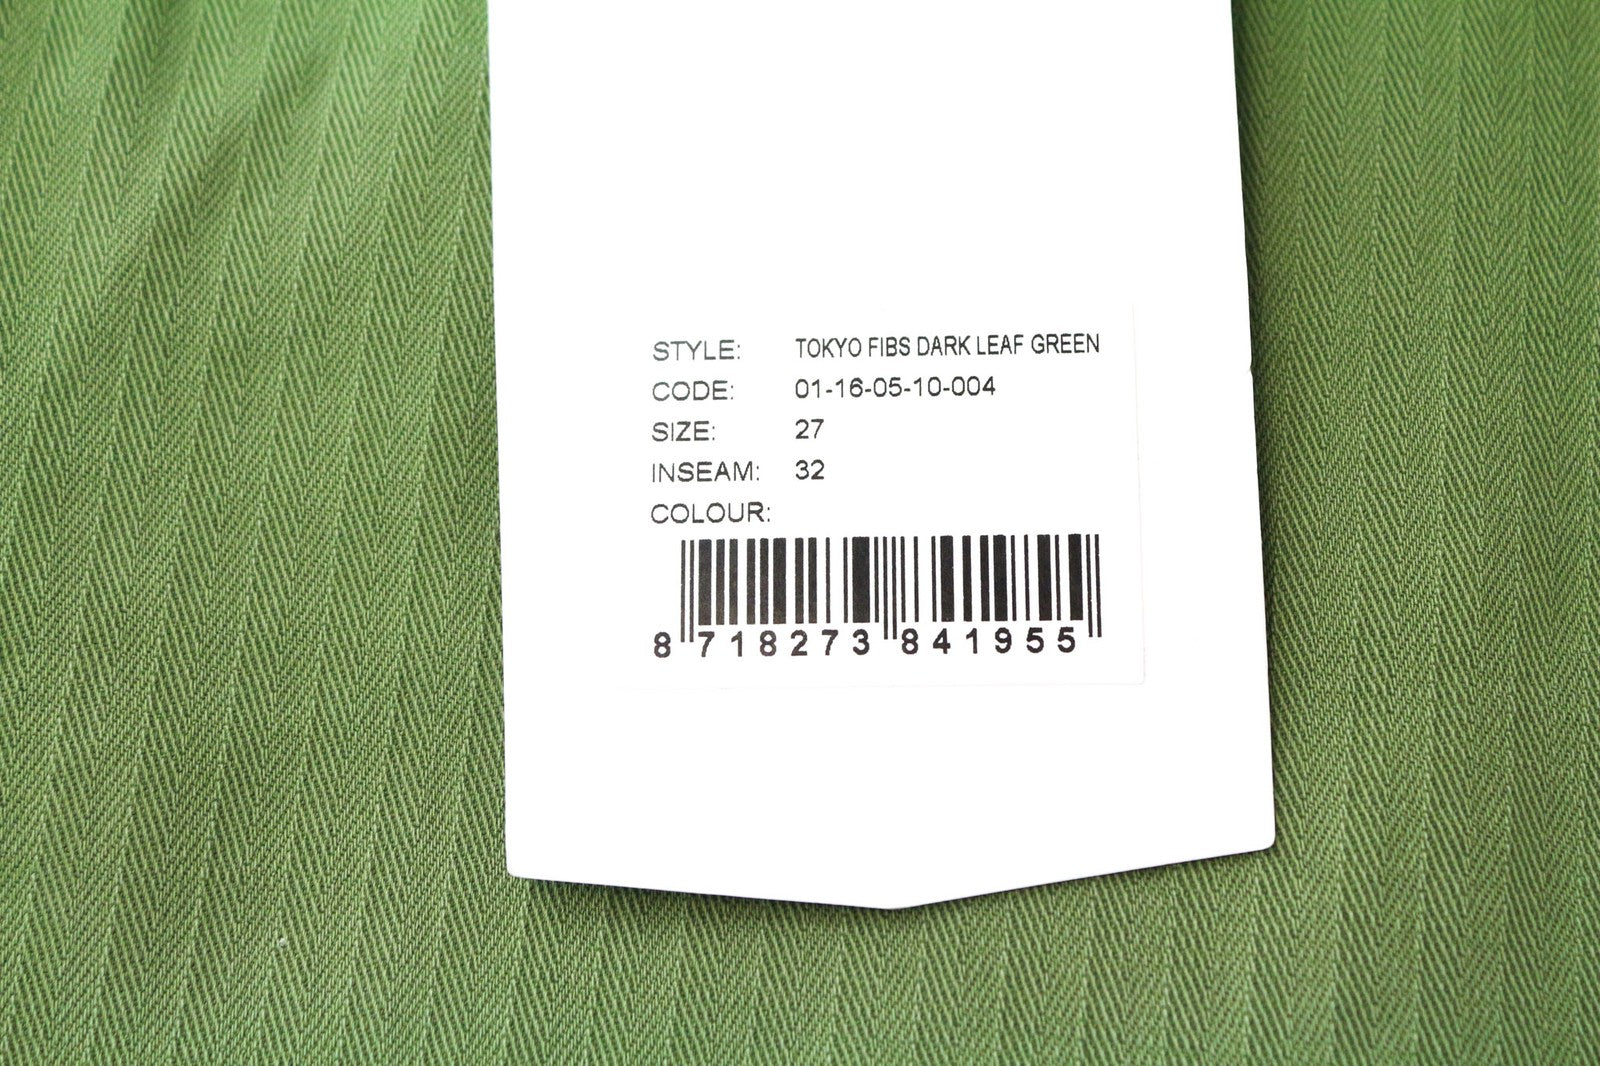 STYLE: TOKYO FIBS DARK LEAF GREEN
CODE: 01-16-05-10-004
SIZE: 27
INSEAM: 32
COLOUR:
8 718273 841955